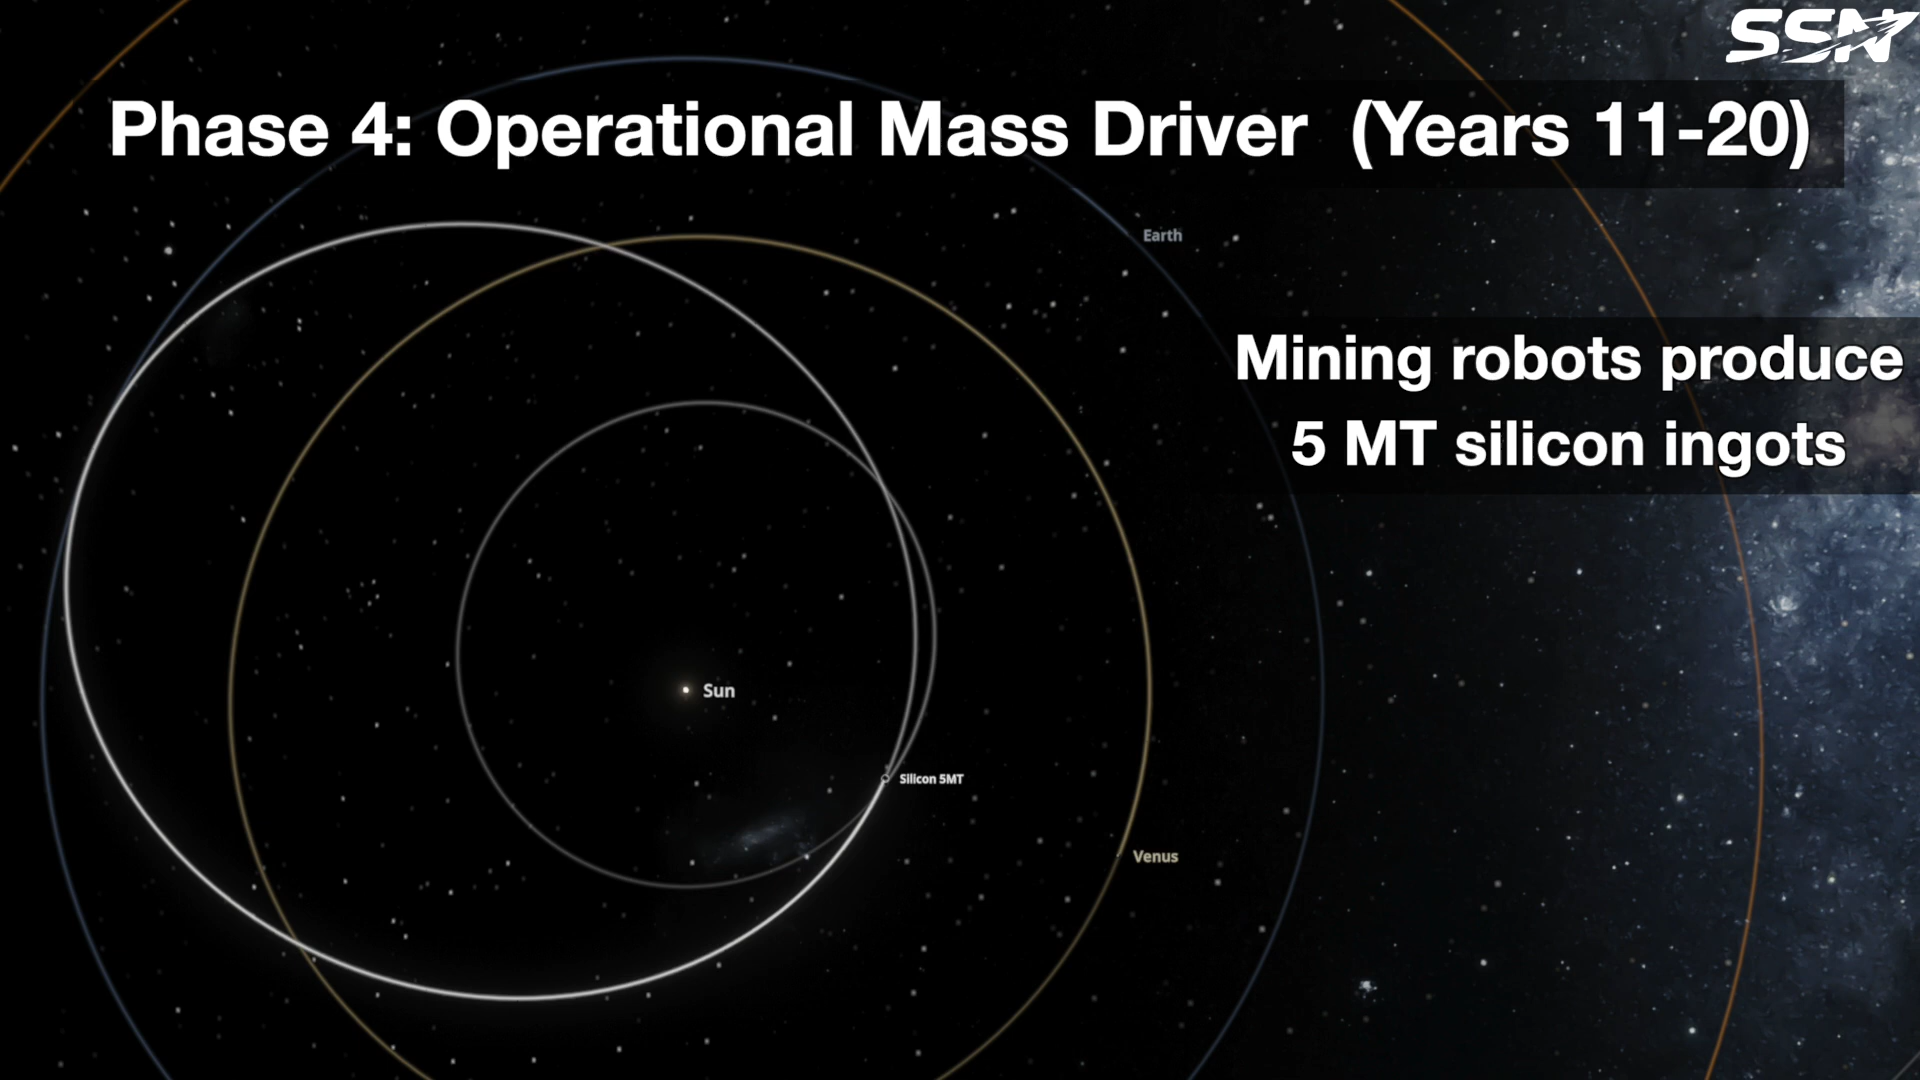 SSN
Phase 4: Operational Mass Driver (Years 11-20)
Earth
Mining robots produce
5 MT silicon ingots
Sun
Silicon 5MT
Venus